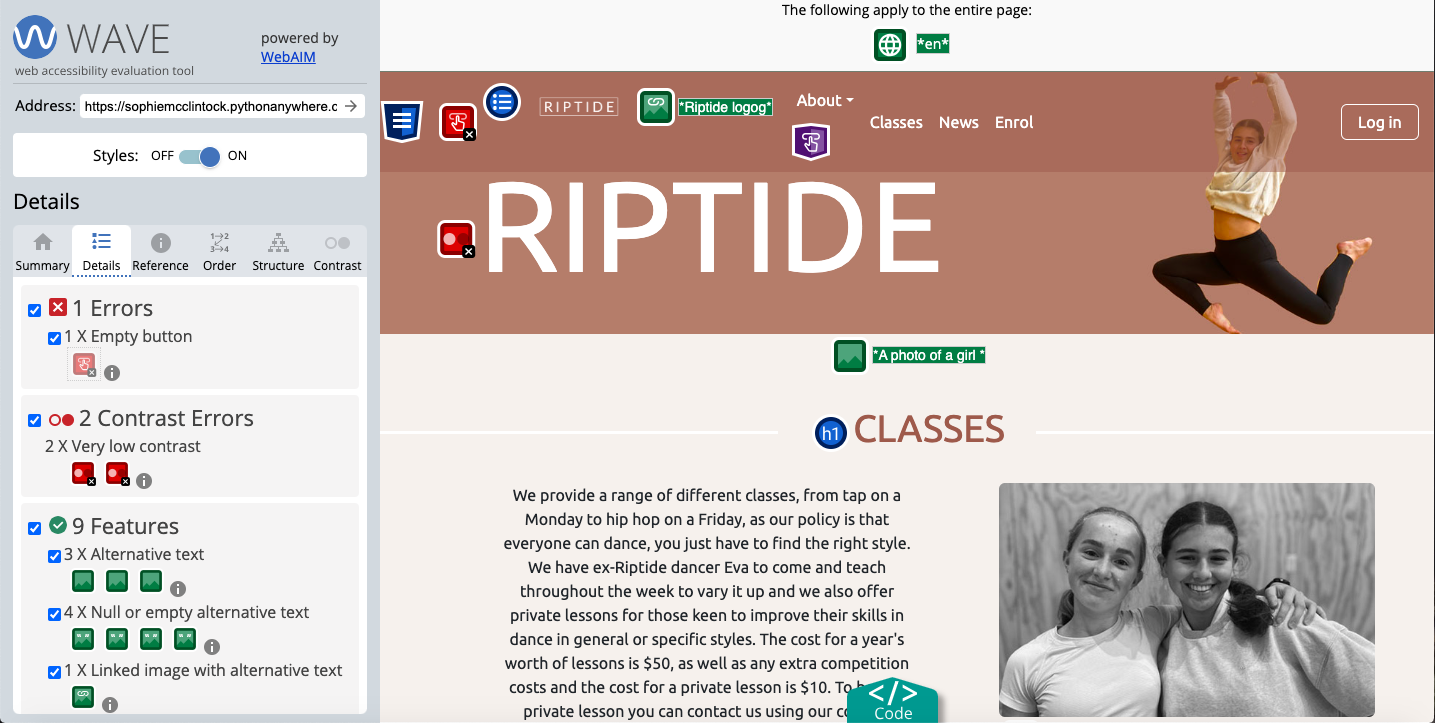 WAVE
web accessibility evaluation tool
powered by
WebAIM
Address: https://sophiemcclintock.pythonanywhere.c
Styles: OFF ON
Details
Summary Details Reference Order Structure Contrast
1 Errors
1 X Empty button
2 Contrast Errors
2 X Very low contrast
9 Features
3 X Alternative text
4 X Null or empty alternative text
1 X Linked image with alternative text
The following apply to the entire page:
*en*
RIPTIDE
*Riptide logog*
About
Classes News Enrol
Log in
RIPTIDE
*A photo of a girl *
h1 CLASSES
We provide a range of different classes, from tap on a
Monday to hip hop on a Friday, as our policy is that
everyone can dance, you just have to find the right style.
We have ex-Riptide dancer Eva to come and teach
throughout the week to vary it up and we also offer
private lessons for those keen to improve their skills in
dance in general or specific styles. The cost for a year's
worth of lessons is $50, as well as any extra competition
costs and the cost for a private lesson is $10. To
private lesson you can contact us using our
</> Code